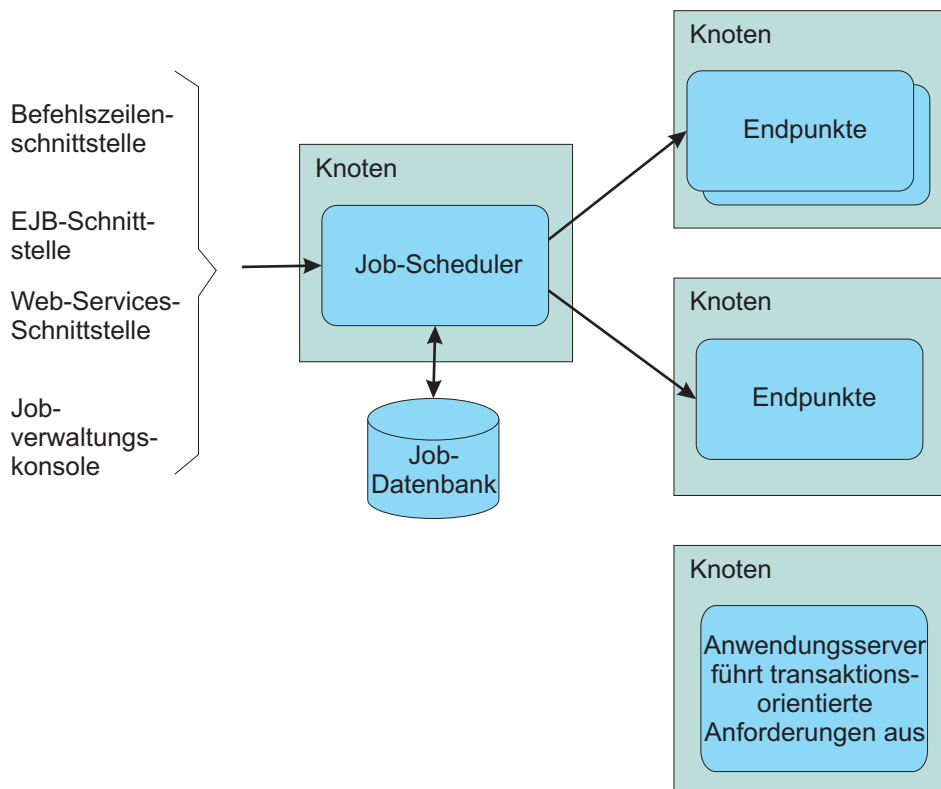 Befehlszeilen-
schnittstelle
EJB-Schnitt-
stelle
Web-Services-
Schnittstelle
Job-
verwaltungs-
konsole
Knoten
Job-Scheduler
Job-
Datenbank
Knoten
Endpunkte
Knoten
Endpunkte
Knoten
Anwendungsserver
führt transaktions-
orientierte
Anforderungen aus